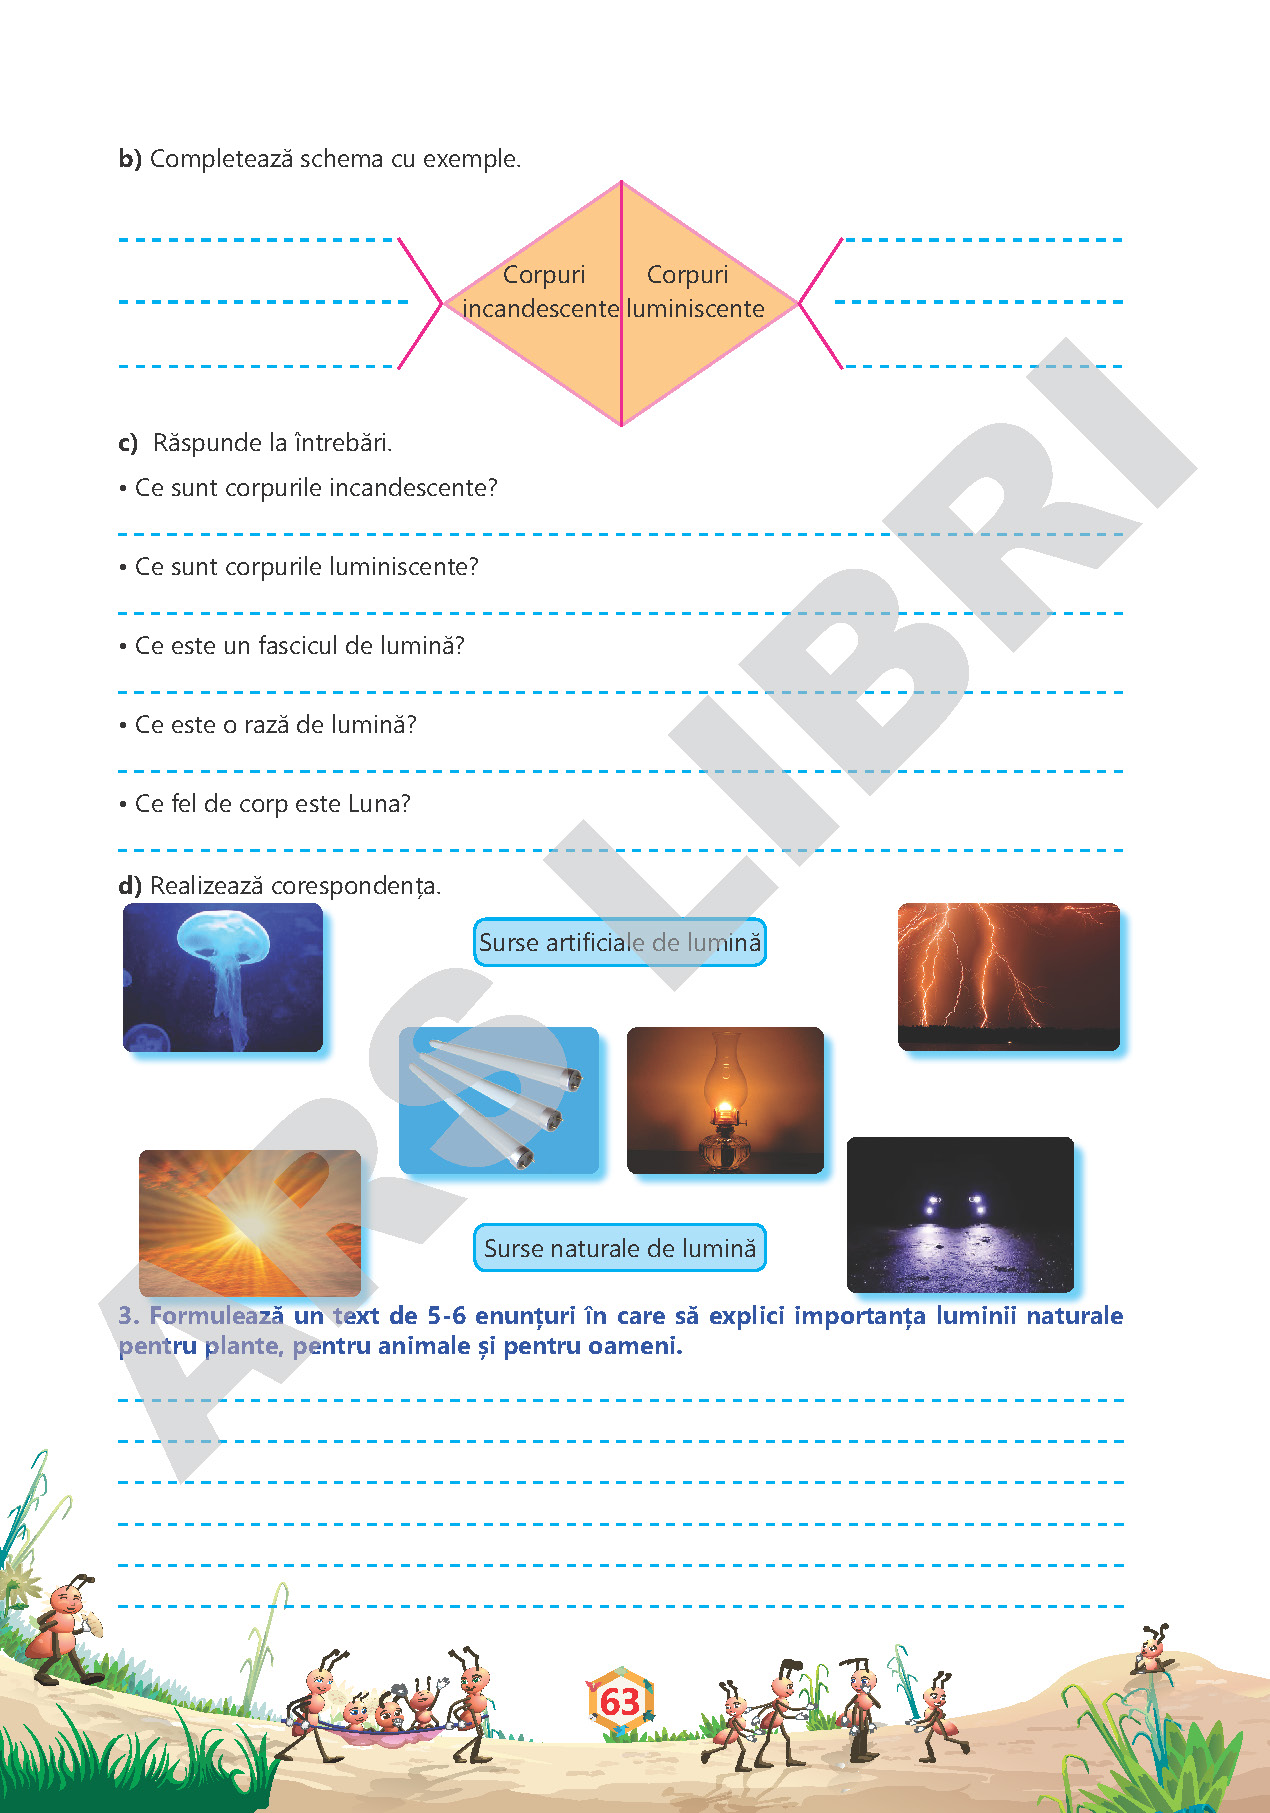 b) Completează schema cu exemple.
Corpuri
incandescente
Corpuri
luminiscente
c) Răspunde la întrebări.
• Ce sunt corpurile incandescente?
• Ce sunt corpurile luminiscente?
• Ce este un fascicul de lumină?
• Ce este o rază de lumină?
• Ce fel de corp este Luna?
d) Realizează corespondența.
Surse artificiale de lumină
Surse naturale de lumină
3. Formulează un text de 5-6 enunțuri în care să explici importanța luminii naturale
pentru plante, pentru animale și pentru oameni.
63
ARS LIBRI